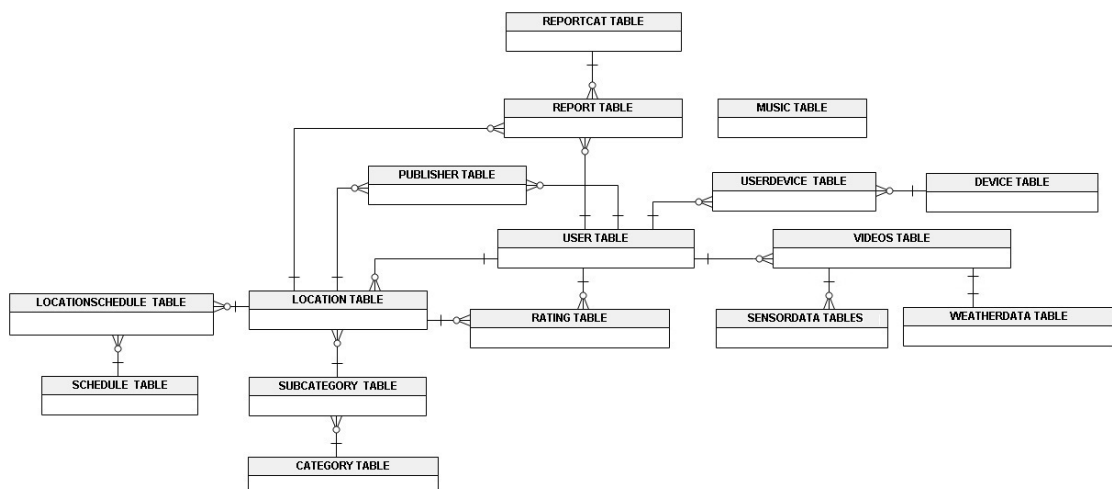 REPORTCAT TABLE
REPORT TABLE
MUSIC TABLE
PUBLISHER TABLE
USERDEVICE TABLE
DEVICE TABLE
USER TABLE
VIDEOS TABLE
LOCATIONSCHEDULE TABLE
LOCATION TABLE
RATING TABLE
SENSORDATA TABLES
WEATHERDATA TABLE
SCHEDULE TABLE
SUBCATEGORY TABLE
CATEGORY TABLE